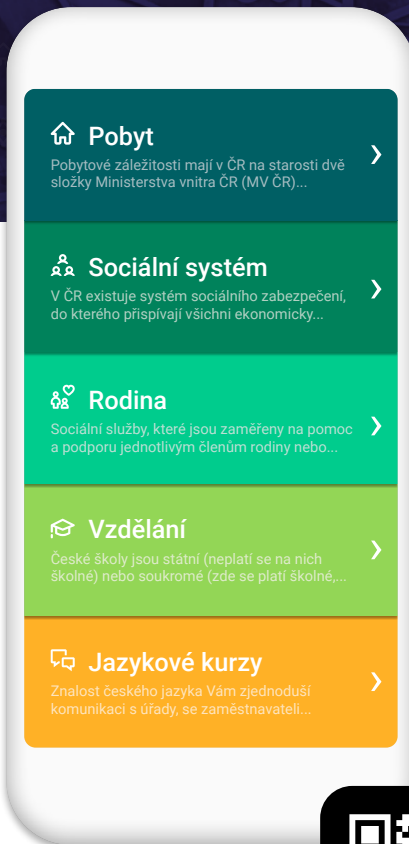 Pobyt
Pobytové záležitosti mají v ČR na starosti dvě
složky Ministerstva vnitra ČR (MV ČR)...
Sociální systém
V ČR existuje systém sociálního zabezpečení,
do kterého přispívají všichni ekonomicky...
Rodina
Sociální služby, které jsou zaměřeny na pomoc
a podporu jednotlivým členům rodiny nebo...
Vzdělání
České školy jsou státní (neplatí se na nich
školné) nebo soukromé (zde se platí školné,...
Jazykové kurzy
Znalost českého jazyka Vám zjednoduší
komunikaci s úřady, se zaměstnavateli...